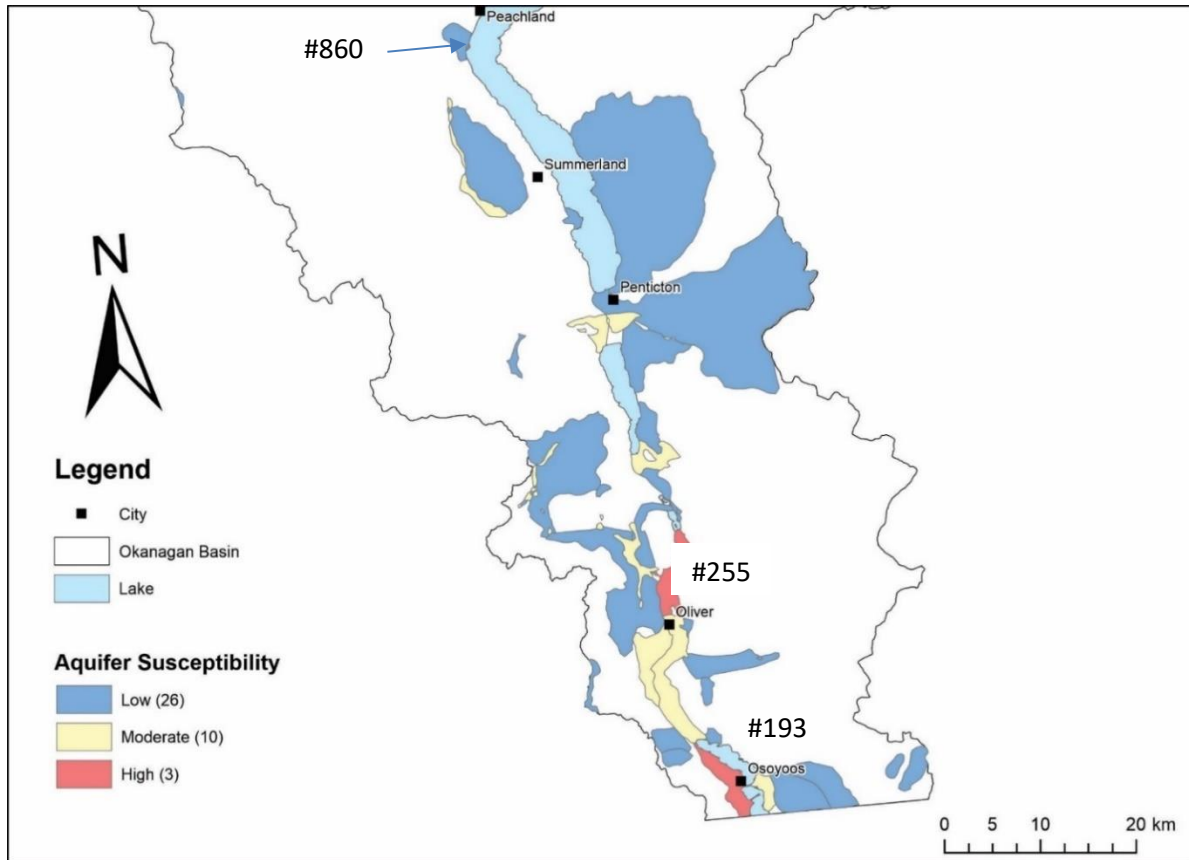 Peachland
#860
Summerland
N
Penticton
Legend
City
Okanagan Basin
Lake
#255
Oliver
Aquifer Susceptibility
Low (26)
Moderate (10)
High (3)
#193
Osoyoos
0 5 10 20 km